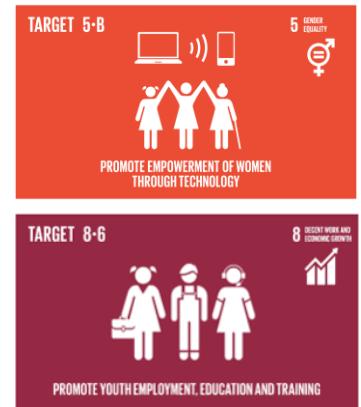 TARGET 5·B
5 GENDER EQUALITY
PROMOTE EMPOWERMENT OF WOMEN
THROUGH TECHNOLOGY
TARGET 8·6
8 DECENT WORK AND
ECONOMIC GROWTH
PROMOTE YOUTH EMPLOYMENT, EDUCATION AND TRAINING